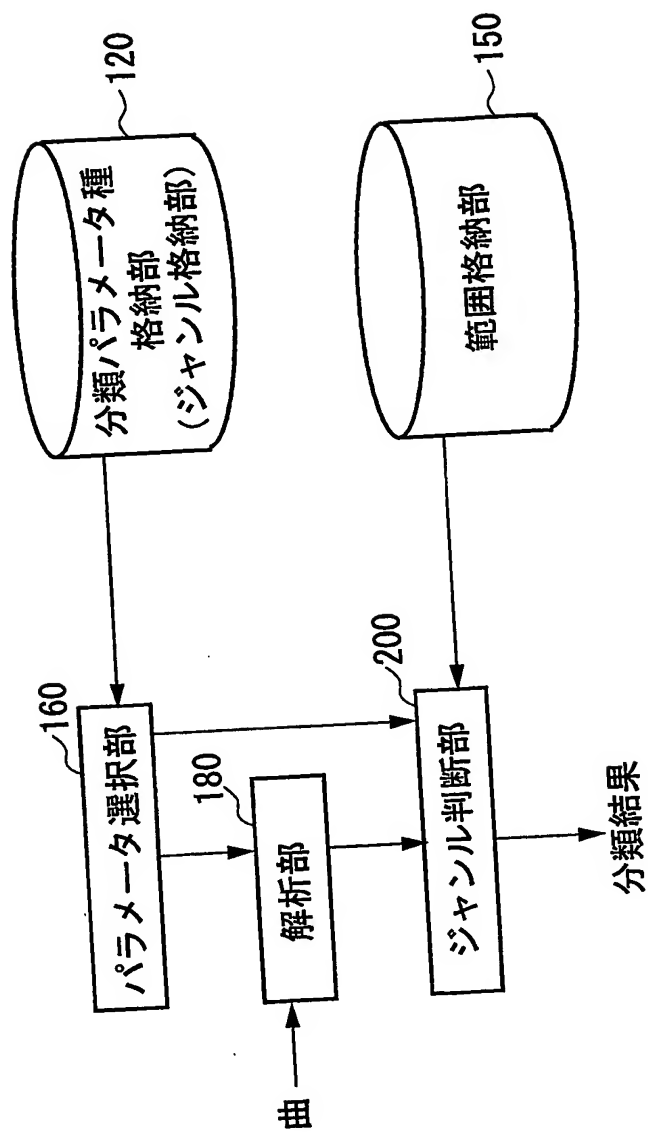 160
パラメータ選択部
分類パラメータ種
格納部
(ジャンル格納部)
120
180
解析部
曲
200
ジャンル判断部
範囲格納部
150
分類結果